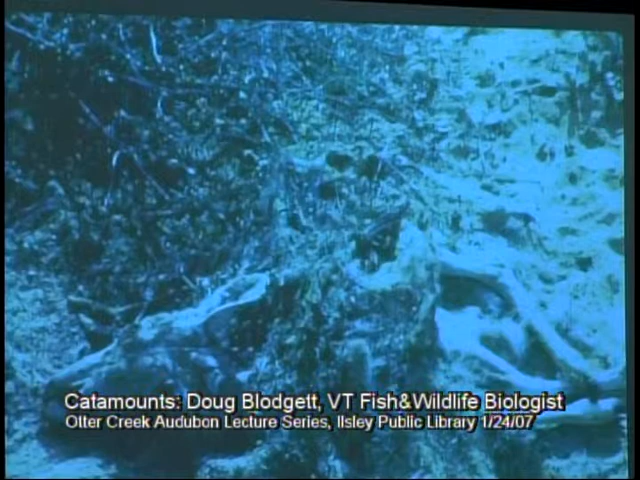 Catamounts: Doug Blodgett, VT Fish&Wildlife Biologist
Otter Creek Audubon Lecture Series, Ilsley Public Library 1/24/07